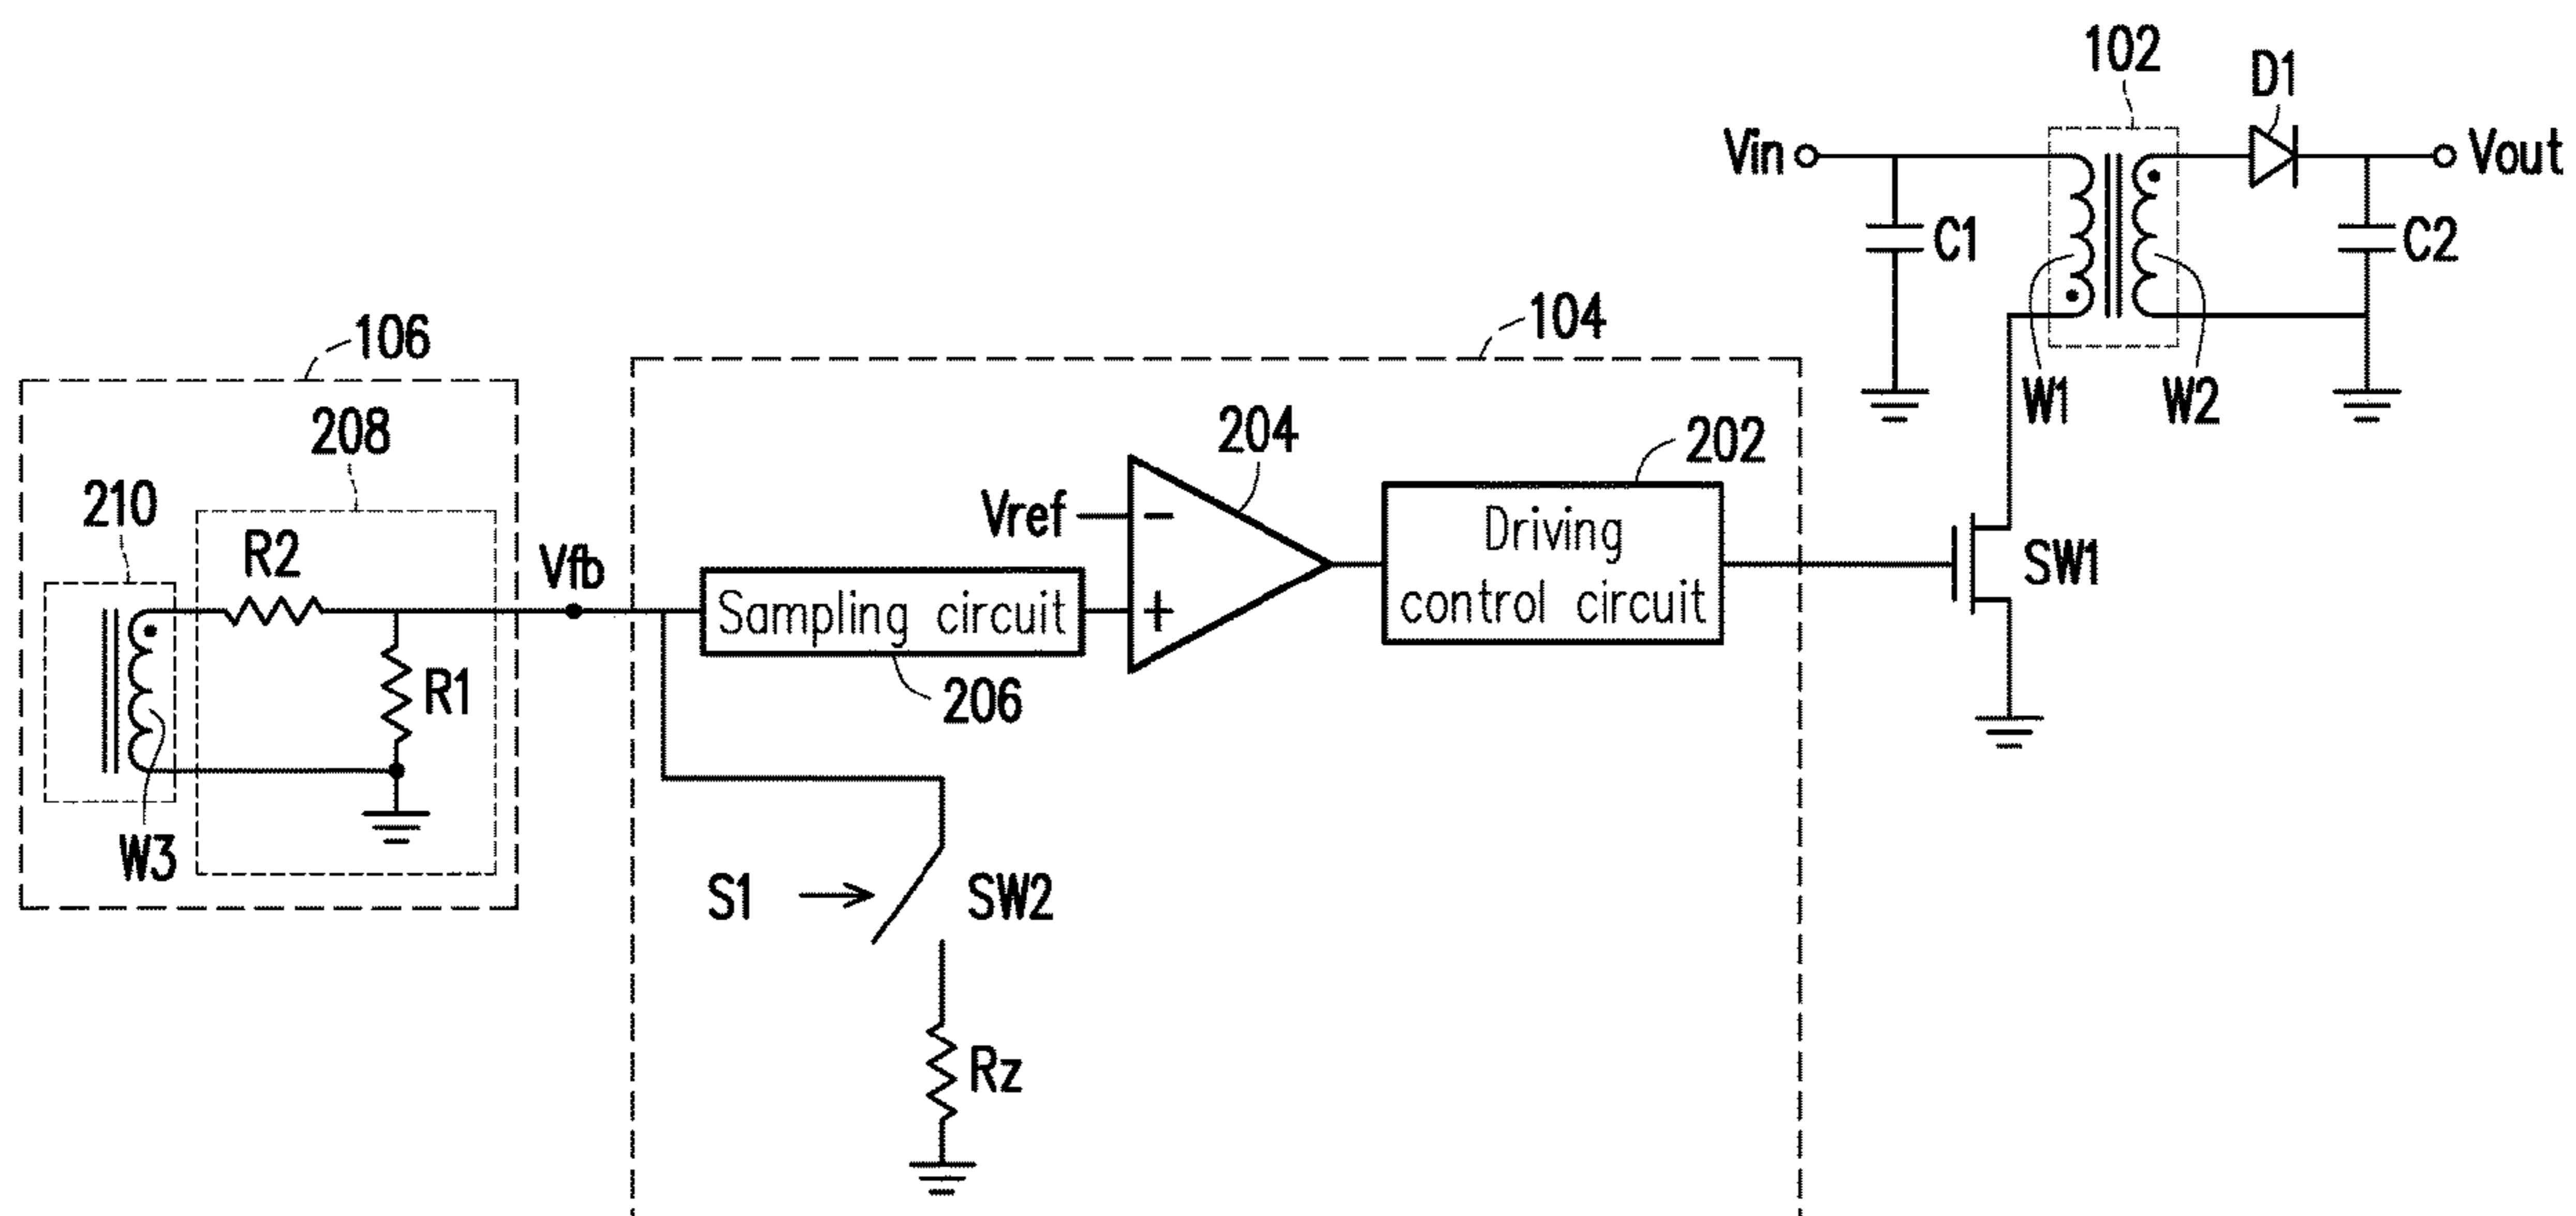 102
D1
Vin
Vout
C1
C2
W1
W2
106
104
208
204
202
210
R2
Vfb
Vref
−
+
Driving
control circuit
SW1
Sampling circuit
R1
206
W3
S1
SW2
Rz